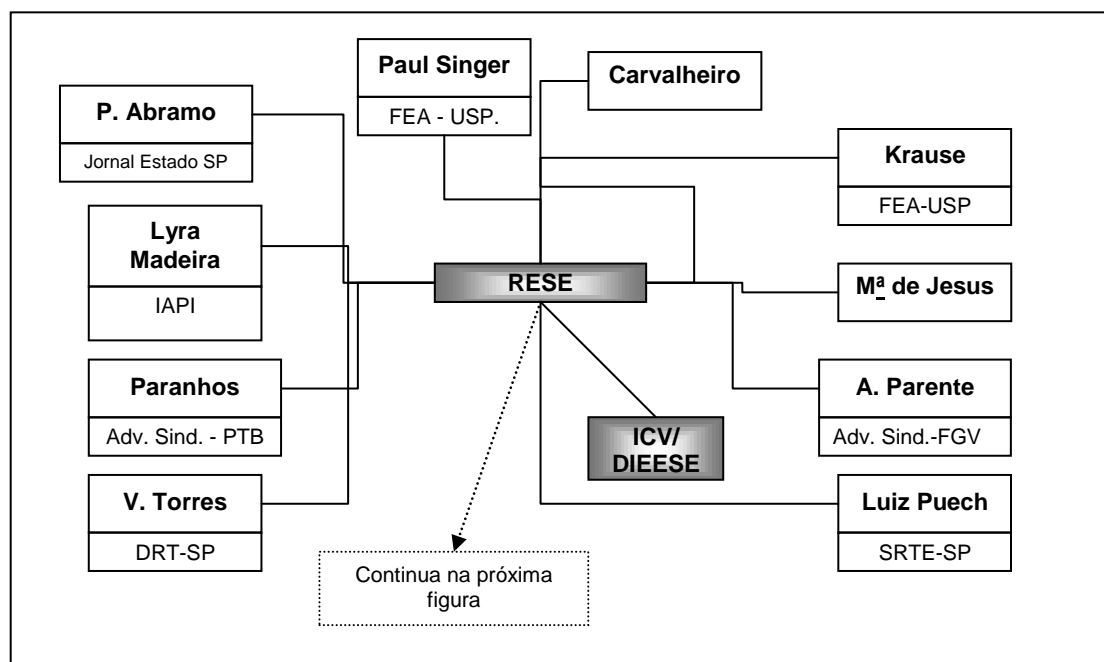 Paul Singer
FEA - USP.
Carvalheiro
P. Abramo
Jornal Estado SP
Krause
FEA-USP
Lyra
Madeira
IAPI
RESE
Mª de Jesus
Paranhos
Adv. Sind. - PTB
A. Parente
Adv. Sind.-FGV
ICV/
DIEESE
V. Torres
DRT-SP
Luiz Puech
SRTE-SP
Continua na próxima
figura